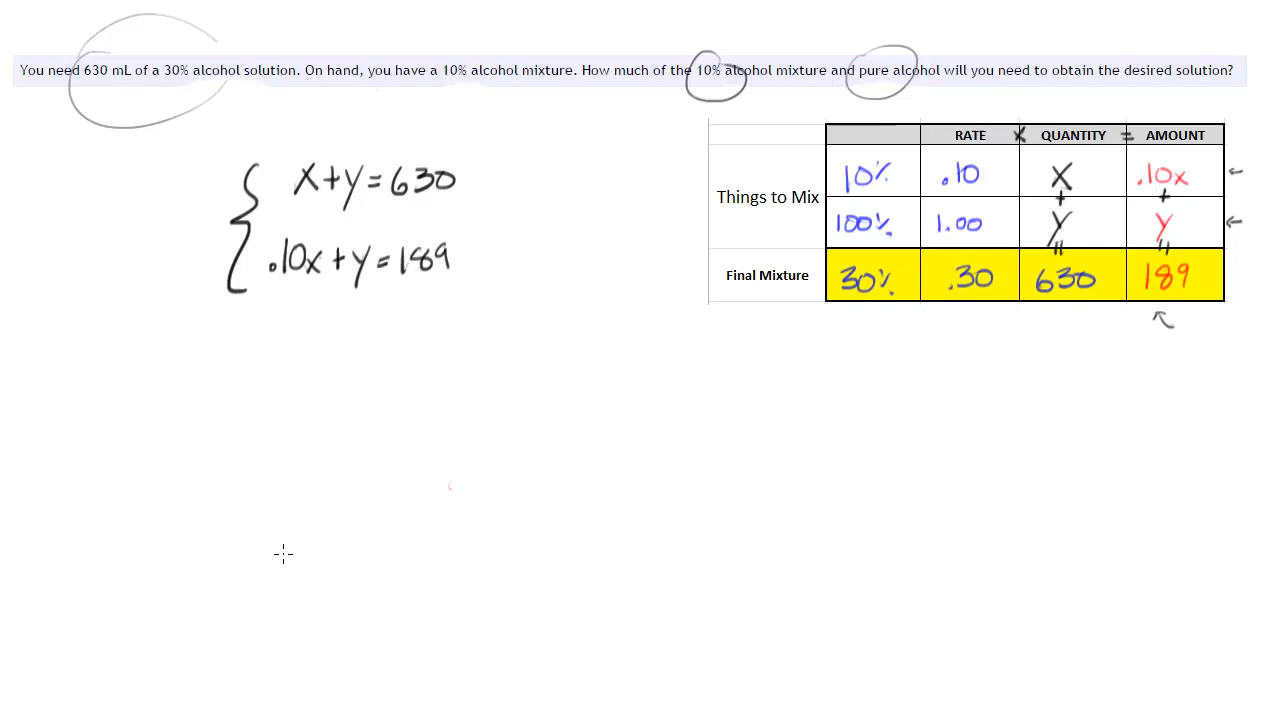 You need 630 mL of a 30% alcohol solution. On hand, you have a 10% alcohol mixture. How much of the 10% alcohol mixture and pure alcohol will you need to obtain the desired solution?
x+y=630
.10x+y=189
RATE × QUANTITY = AMOUNT
Things to Mix
10% .10 x .10x
+ +
100% 1.00 y y
= =
Final Mixture 30% .30 630 189